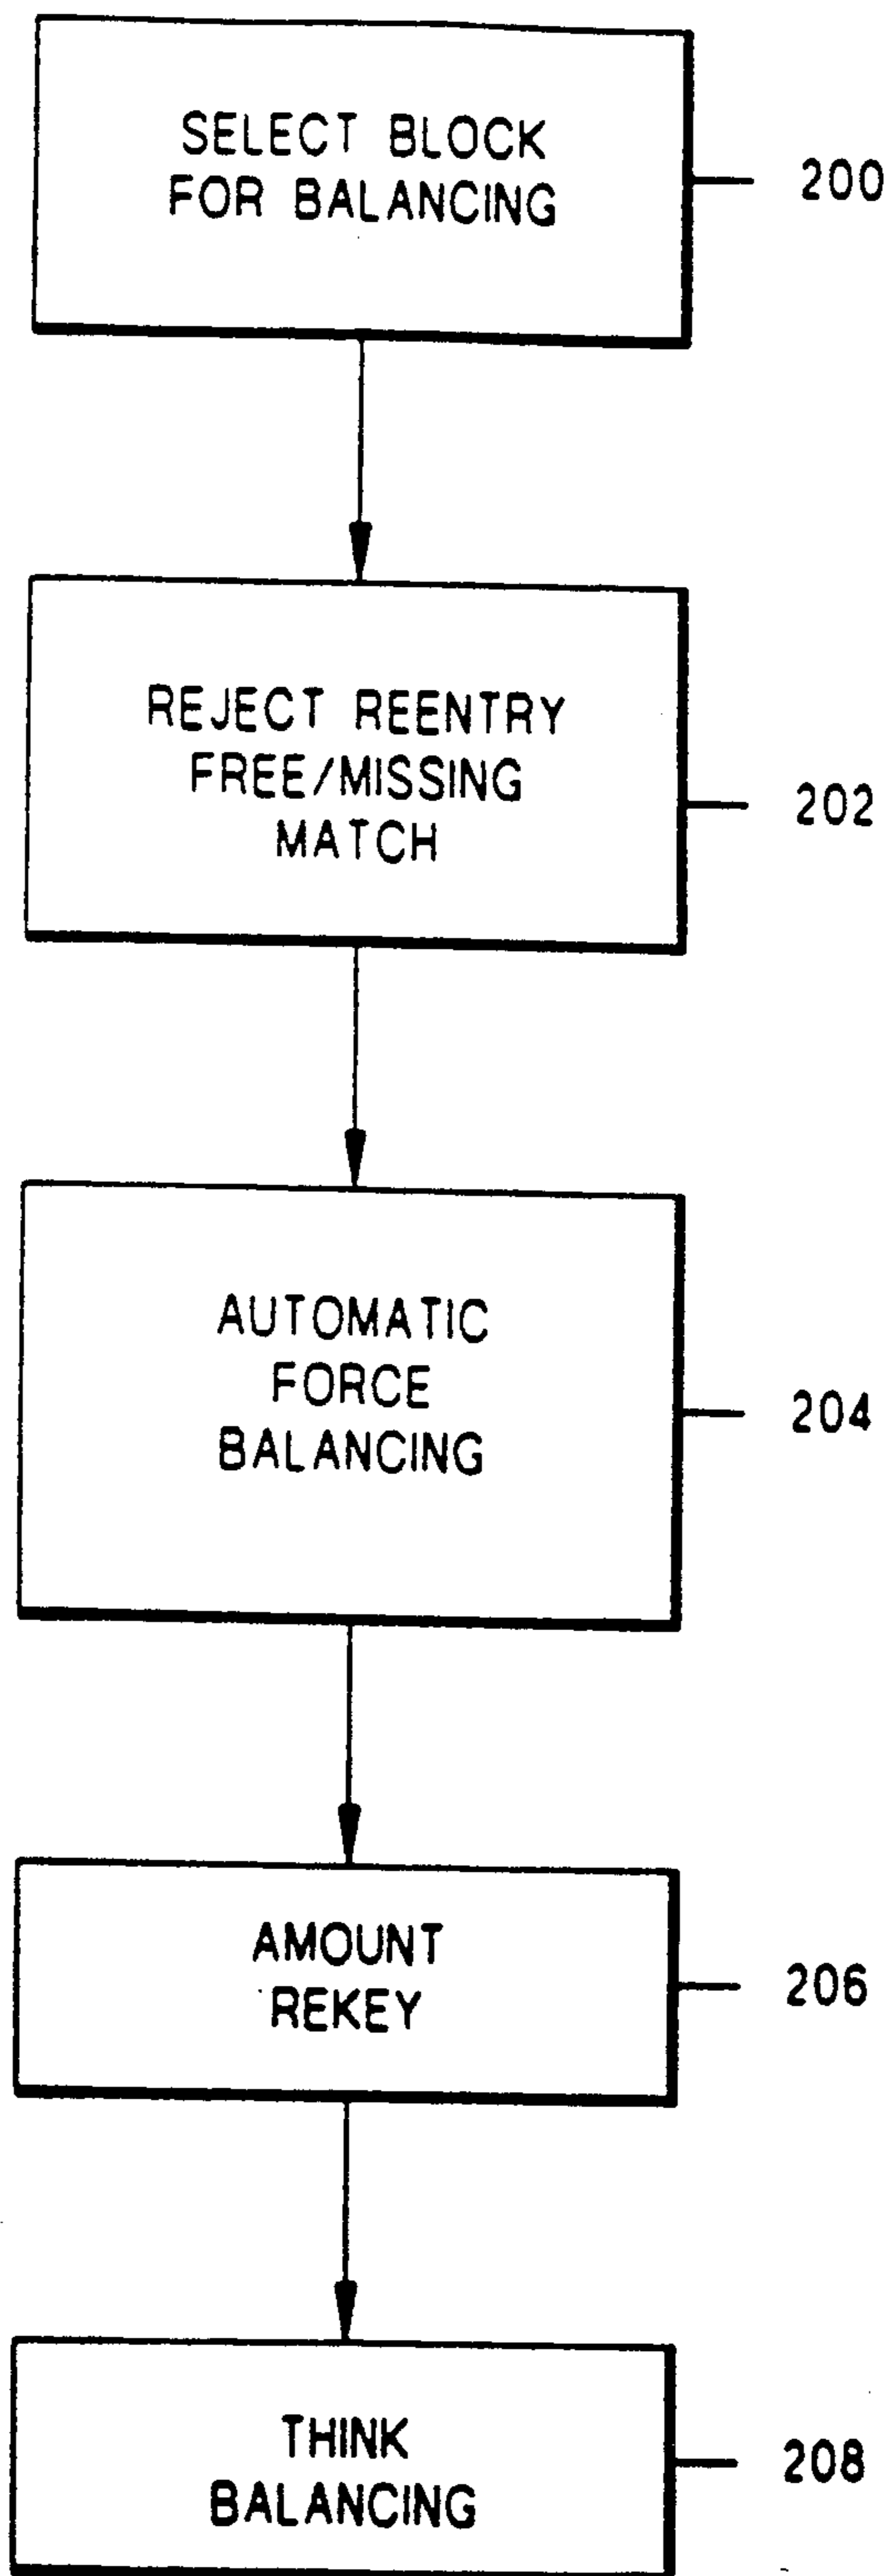 SELECT BLOCK
FOR BALANCING
200
REJECT REENTRY
FREE/MISSING
MATCH
202
AUTOMATIC
FORCE
BALANCING
204
AMOUNT
REKEY
206
THINK
BALANCING
208